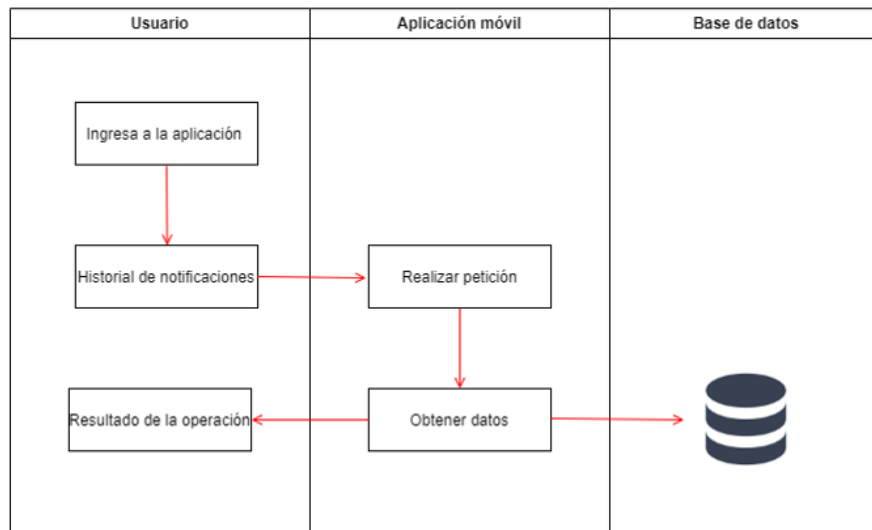 Usuario
Aplicación móvil
Base de datos
Ingresa a la aplicación
Historial de notificaciones
Realizar petición
Resultado de la operación
Obtener datos